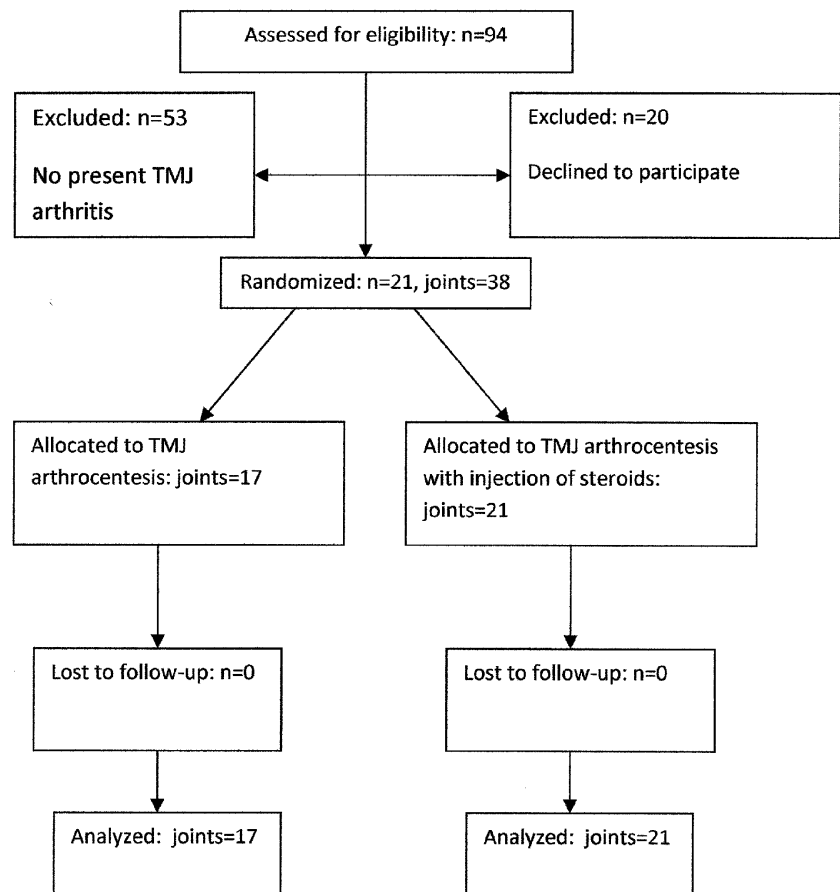 Assessed for eligibility: n=94
Excluded: n=53
No present TMJ
arthritis
Excluded: n=20
Declined to participate
Randomized: n=21, joints=38
Allocated to TMJ
arthrocentesis: joints=17
Allocated to TMJ arthrocentesis
with injection of steroids:
joints=21
Lost to follow-up: n=0
Lost to follow-up: n=0
Analyzed: joints=17
Analyzed: joints=21